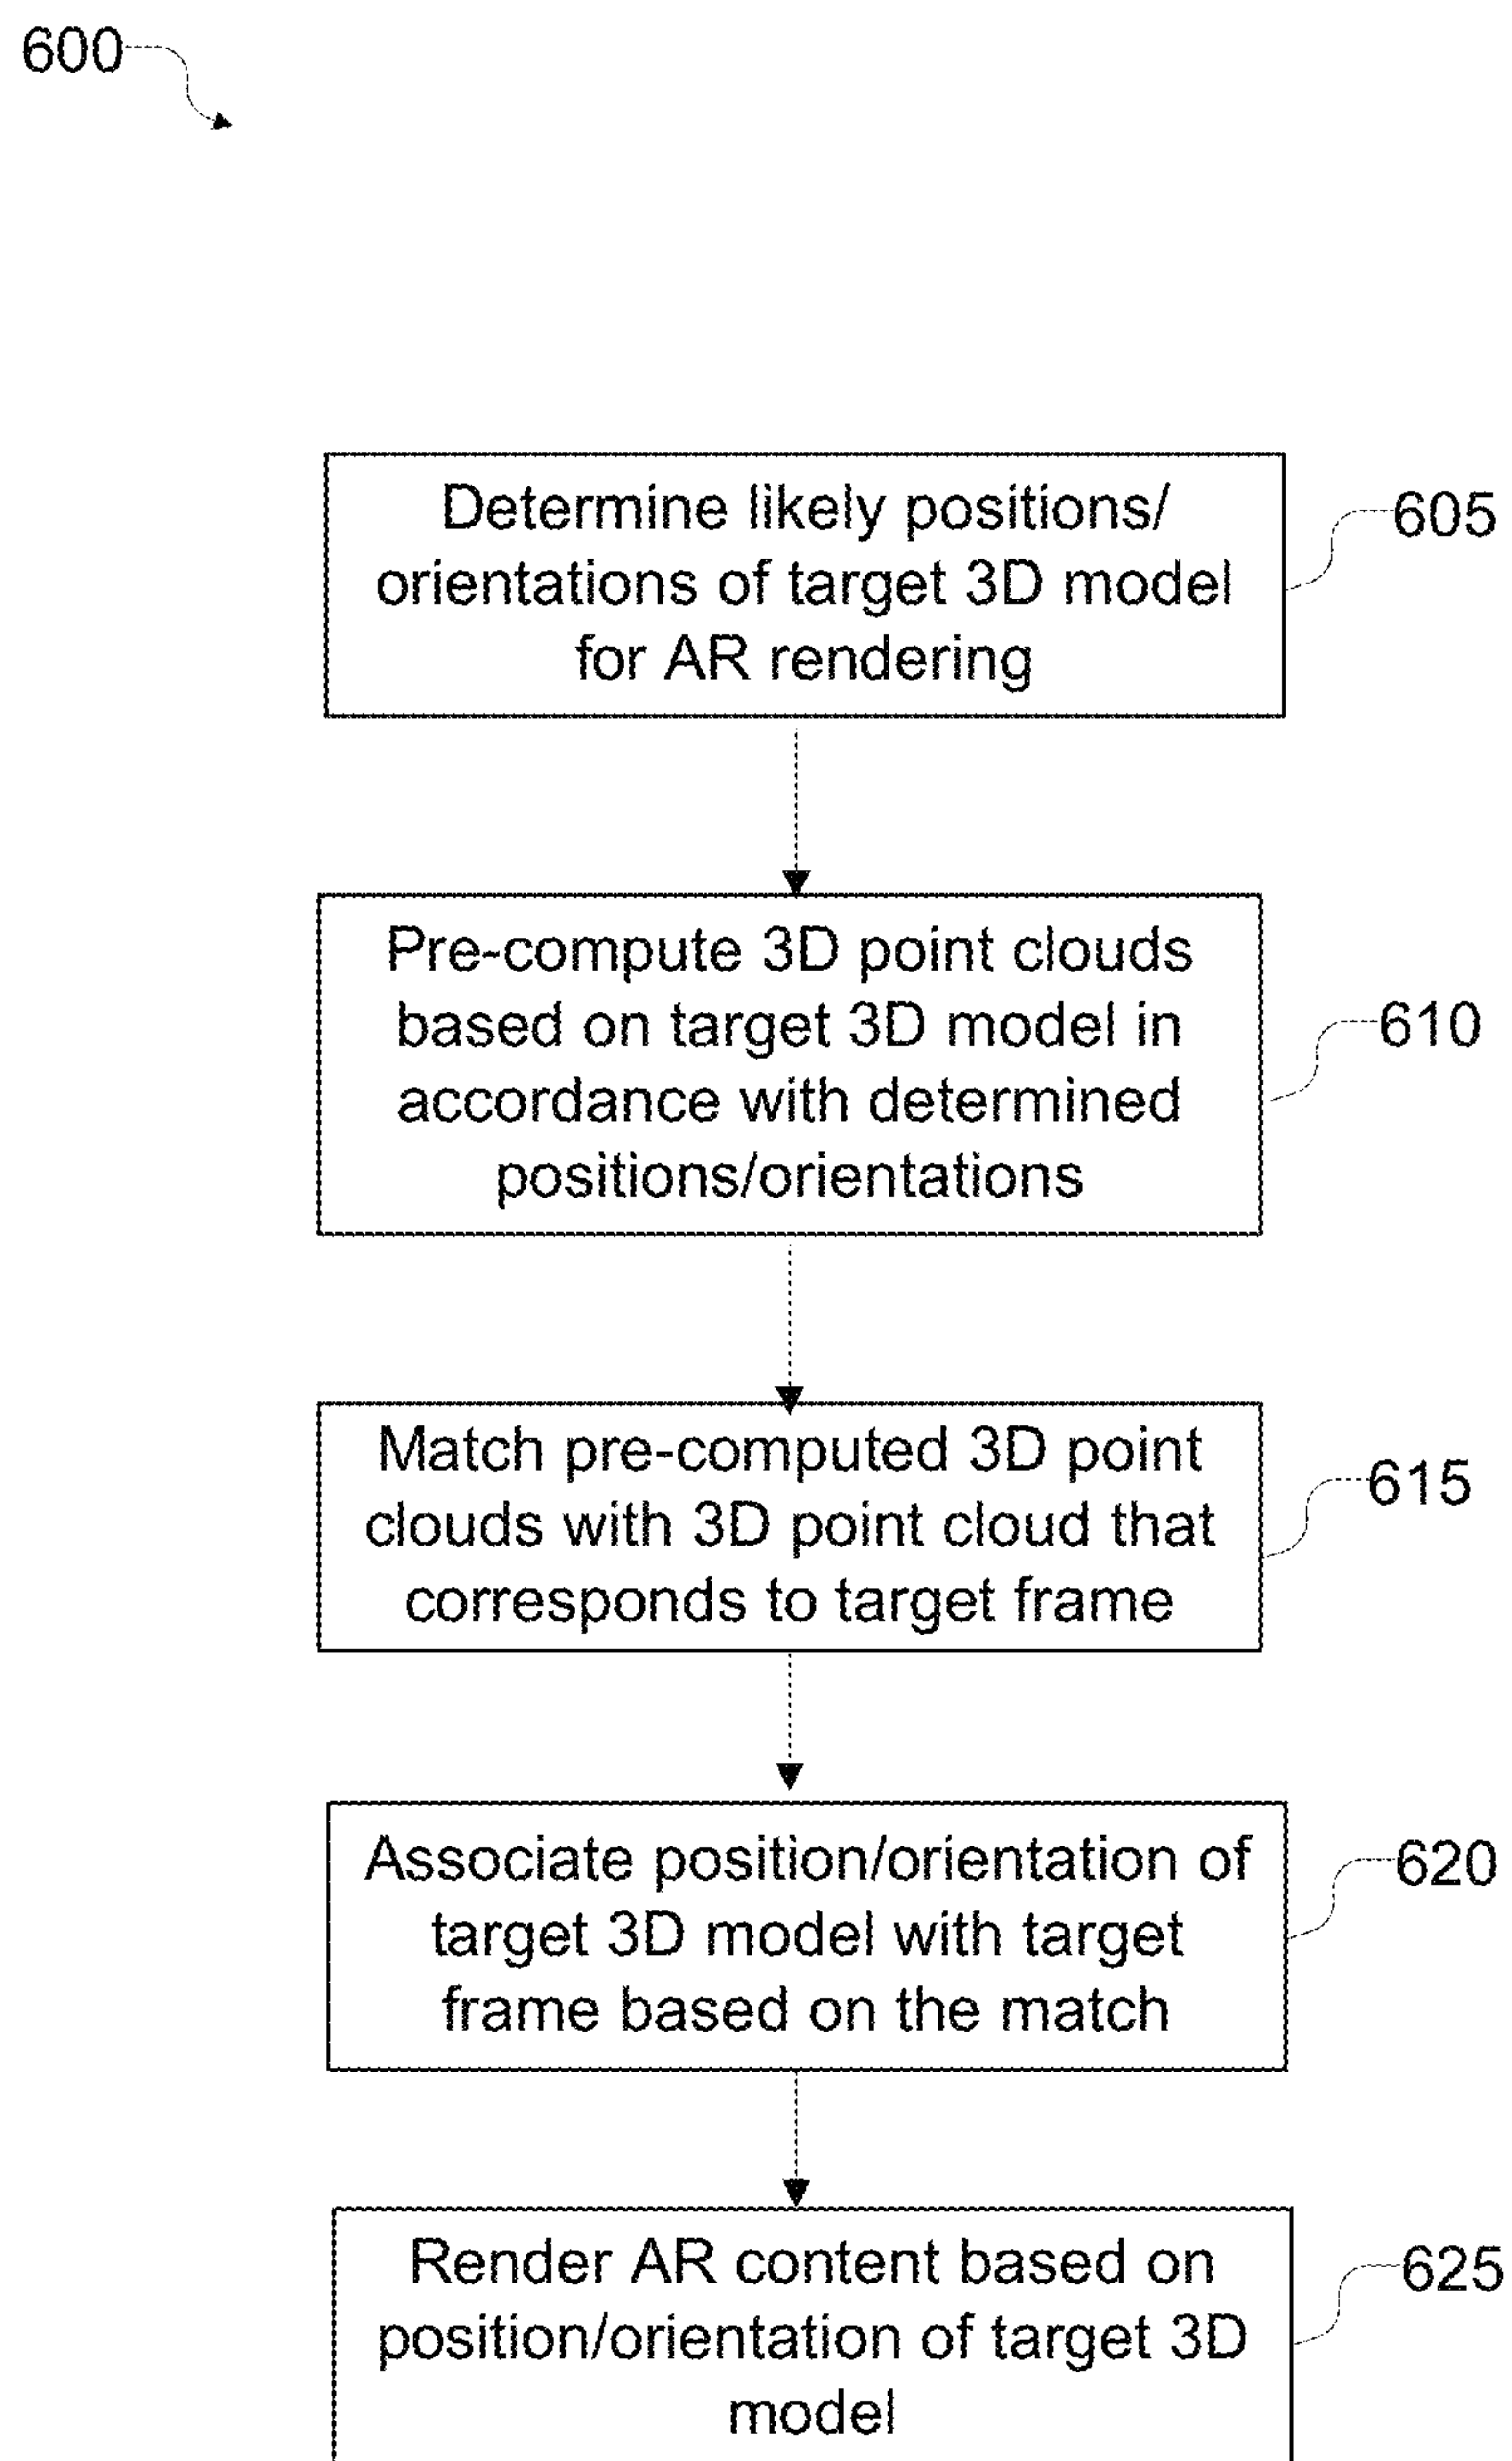 600
Determine likely positions/
orientations of target 3D model
for AR rendering
605
Pre-compute 3D point clouds
based on target 3D model in
accordance with determined
positions/orientations
610
Match pre-computed 3D point
clouds with 3D point cloud that
corresponds to target frame
615
Associate position/orientation of
target 3D model with target
frame based on the match
620
Render AR content based on
position/orientation of target 3D
model
625